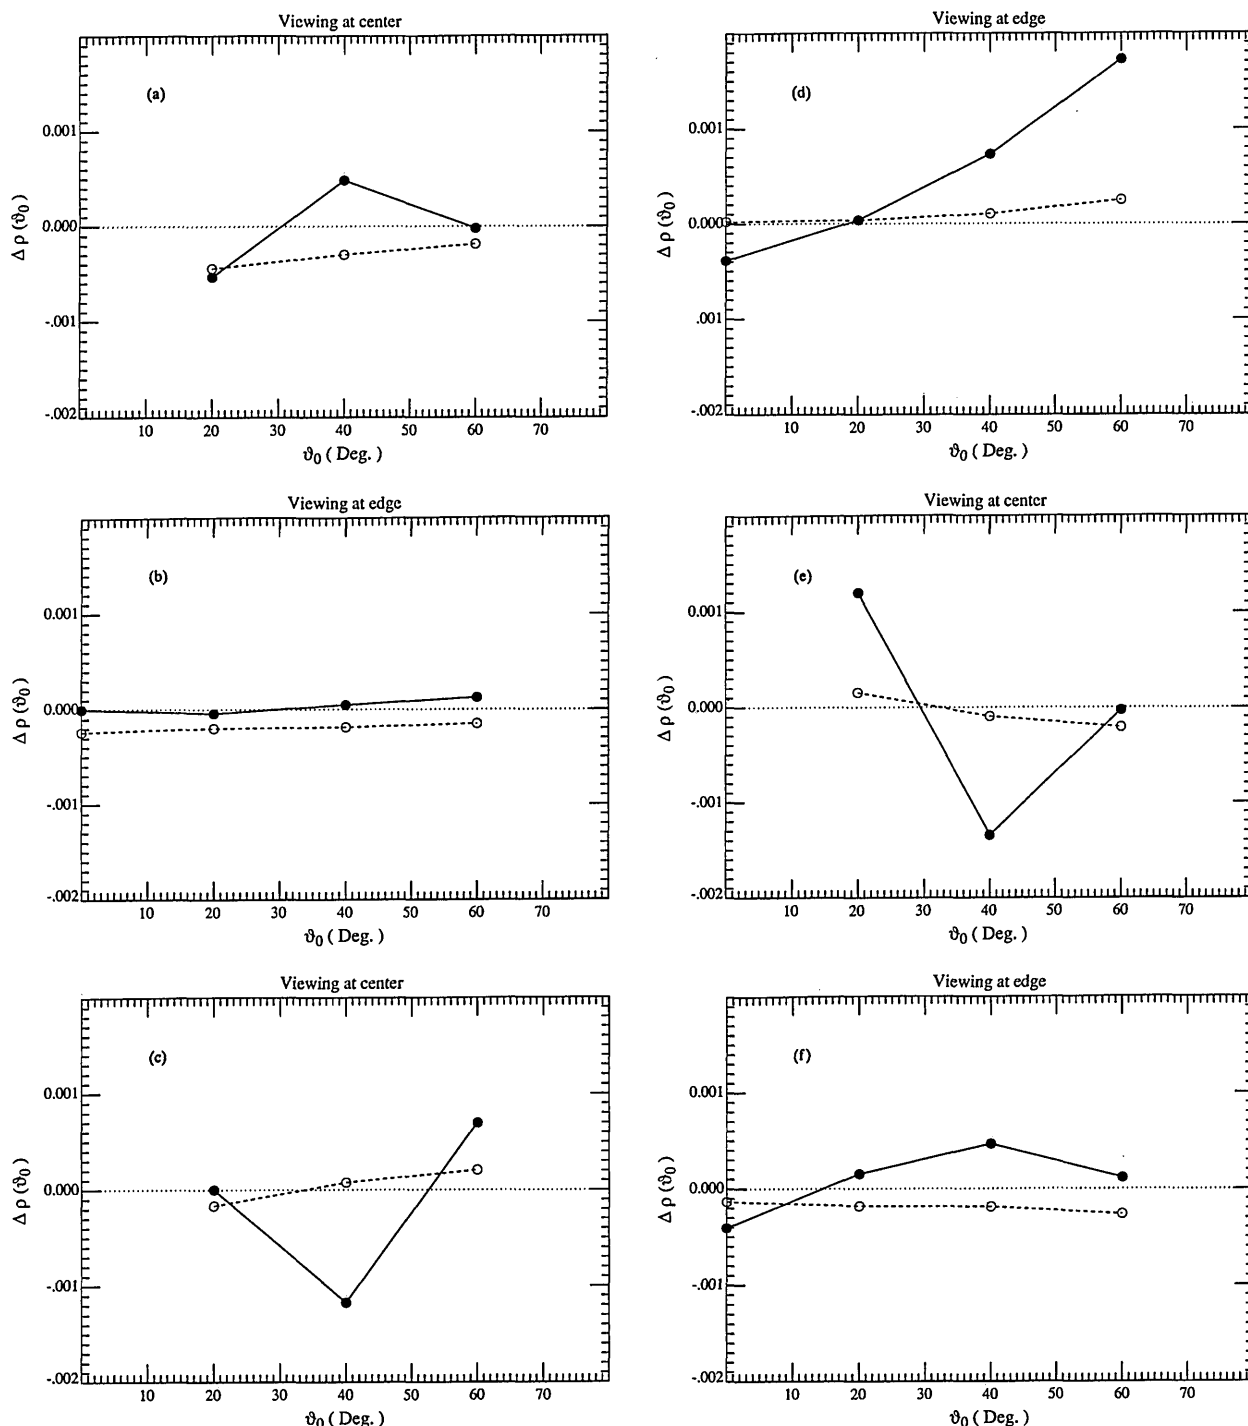 Viewing at center
(a)
0.001
0.000
-.001
-.002
Δ ρ (ϑ0)
10 20 30 40 50 60 70
ϑ0 ( Deg. )
Viewing at edge
(b)
0.001
0.000
-.001
-.002
Δ ρ (ϑ0)
10 20 30 40 50 60 70
ϑ0 ( Deg. )
Viewing at center
(c)
0.001
0.000
-.001
-.002
Δ ρ (ϑ0)
10 20 30 40 50 60 70
ϑ0 ( Deg. )
Viewing at edge
(d)
0.001
0.000
.001
-.002
Δ ρ (ϑ0)
10 20 30 40 50 60 70
ϑ0 ( Deg. )
Viewing at center
(e)
0.001
0.000
-.001
-.002
Δ ρ (ϑ0)
10 20 30 40 50 60 70
ϑ0 ( Deg. )
Viewing at edge
(f)
0.001
0.000
-.001
-.002
Δ ρ (ϑ0)
10 20 30 40 50 60 70
ϑ0 ( Deg. )